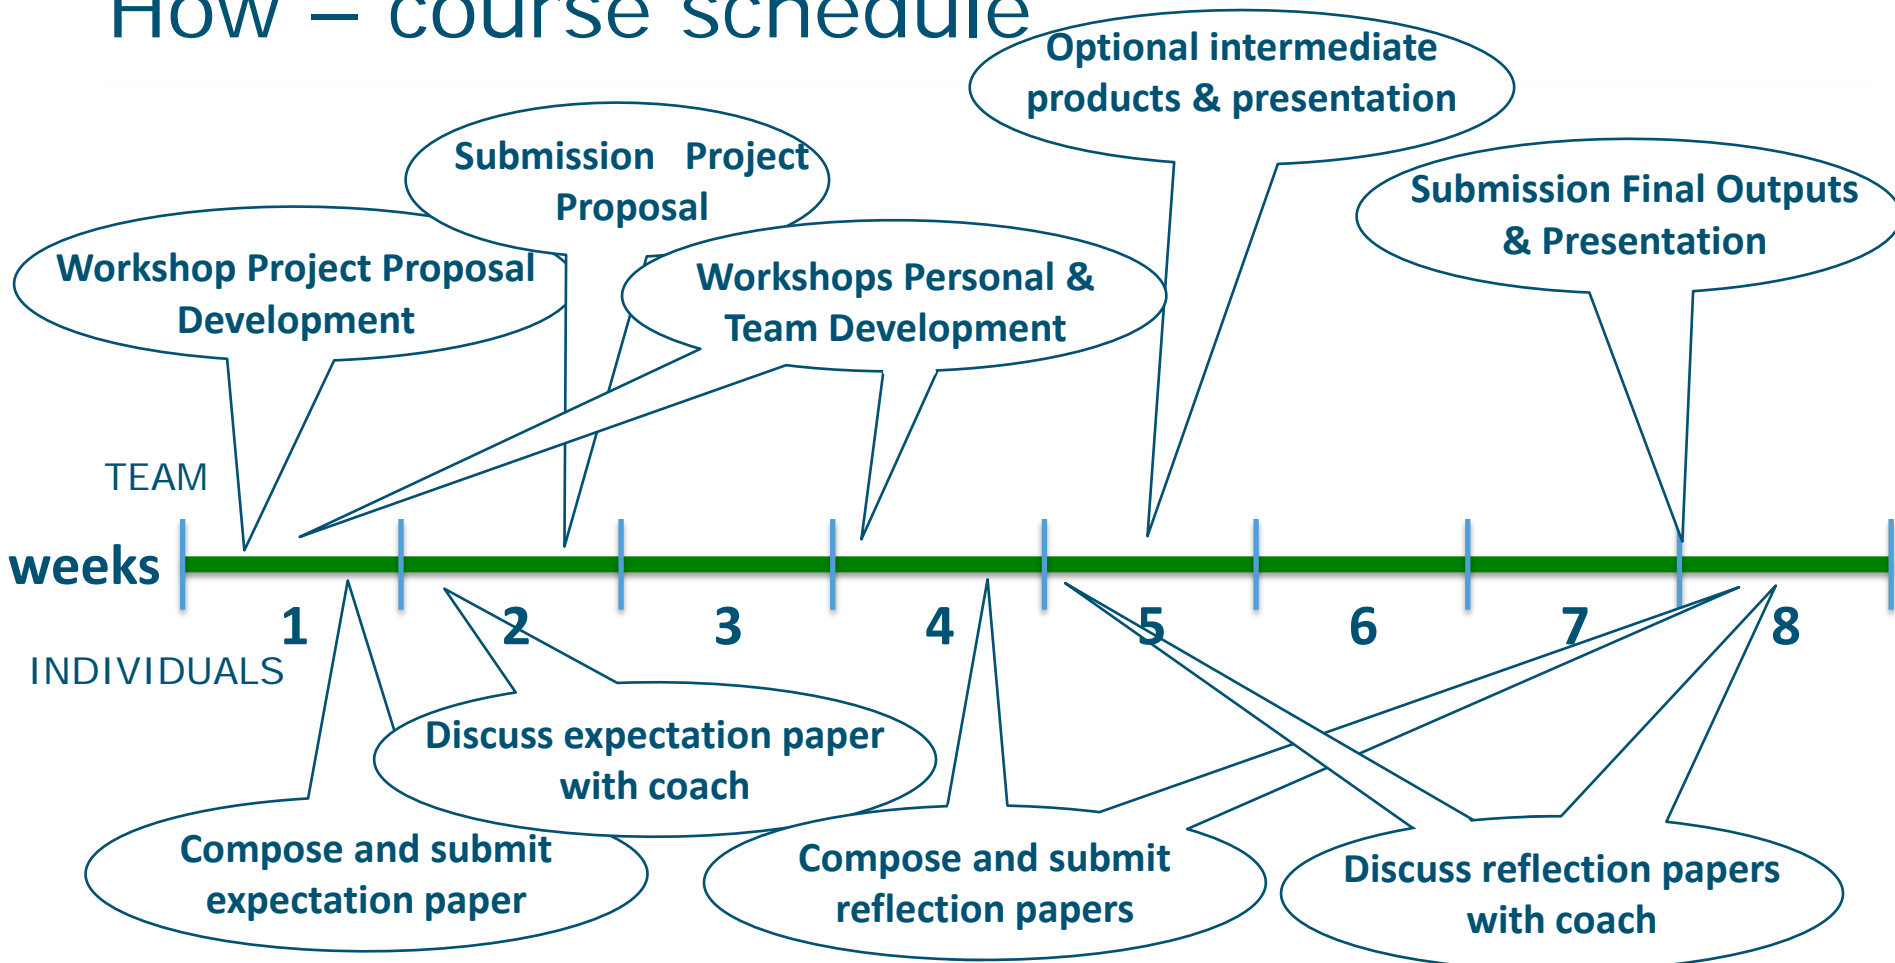 How – course schedule
Optional intermediate
products & presentation
Submission Project
Proposal
Submission Final Outputs
& Presentation
Workshop Project Proposal
Development
Workshops Personal &
Team Development
TEAM
weeks
1 2 3 4 5 6 7 8
INDIVIDUALS
Discuss expectation paper
with coach
Compose and submit
expectation paper
Compose and submit
reflection papers
Discuss reflection papers
with coach